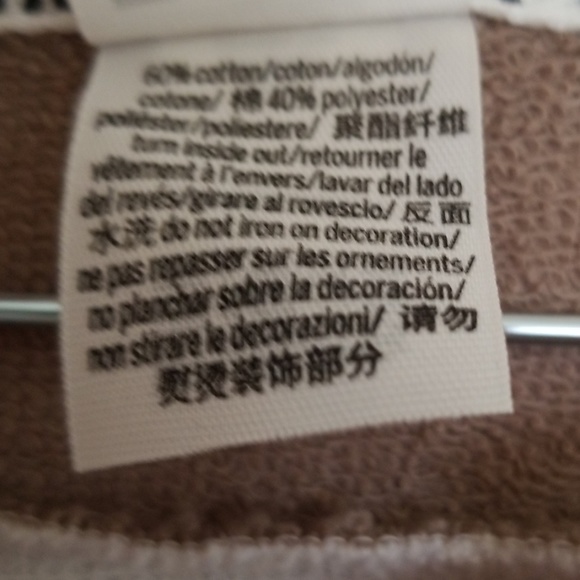 60% cotton/coton/algodón/
cotone/ 棉 40% polyester/
poliéster/poliestere/ 聚酯纤维
turn inside out/retourner le
vêtement à l'envers/lavar del lado
del revés/girare al rovescio/ 反面
水洗 do not iron on decoration/
ne pas repasser sur les ornements/
no planchar sobre la decoración/
non stirare le decorazioni/ 请勿
熨烫装饰部分